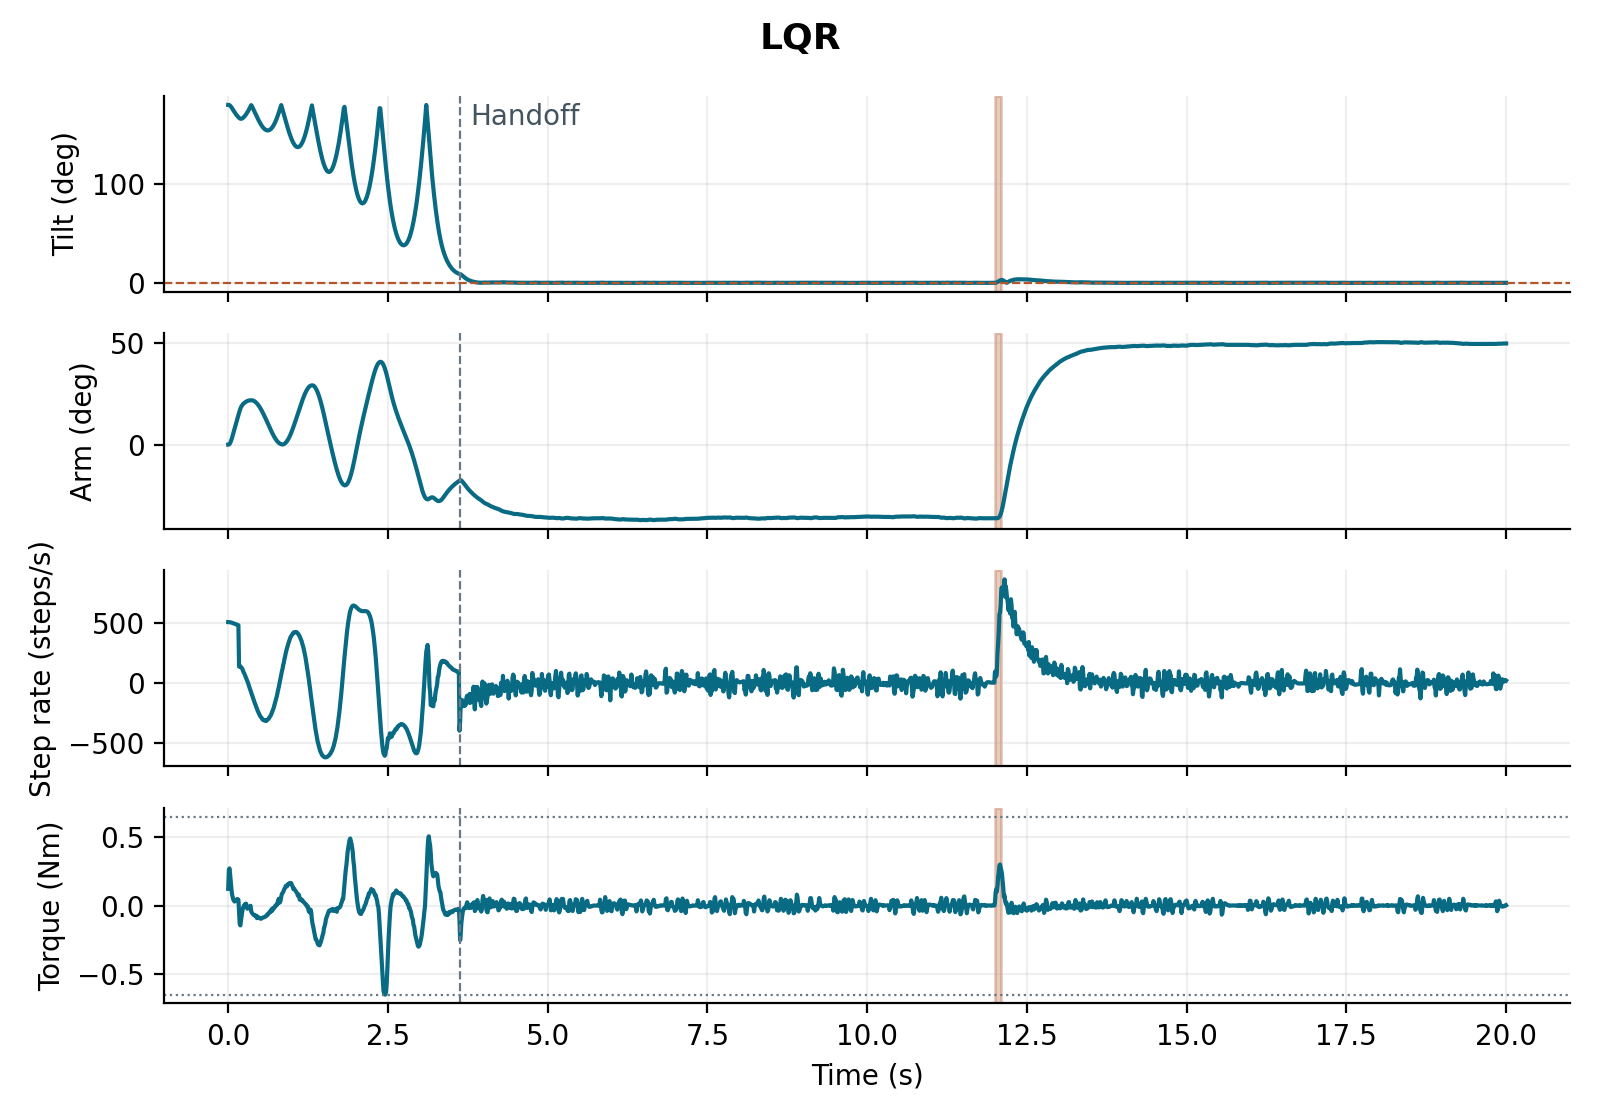 LQR
Tilt (deg)
100
0
Handoff
Arm (deg)
50
0
Step rate (steps/s)
500
0
−500
Torque (Nm)
0.5
0.0
−0.5
0.0 2.5 5.0 7.5 10.0 12.5 15.0 17.5 20.0
Time (s)